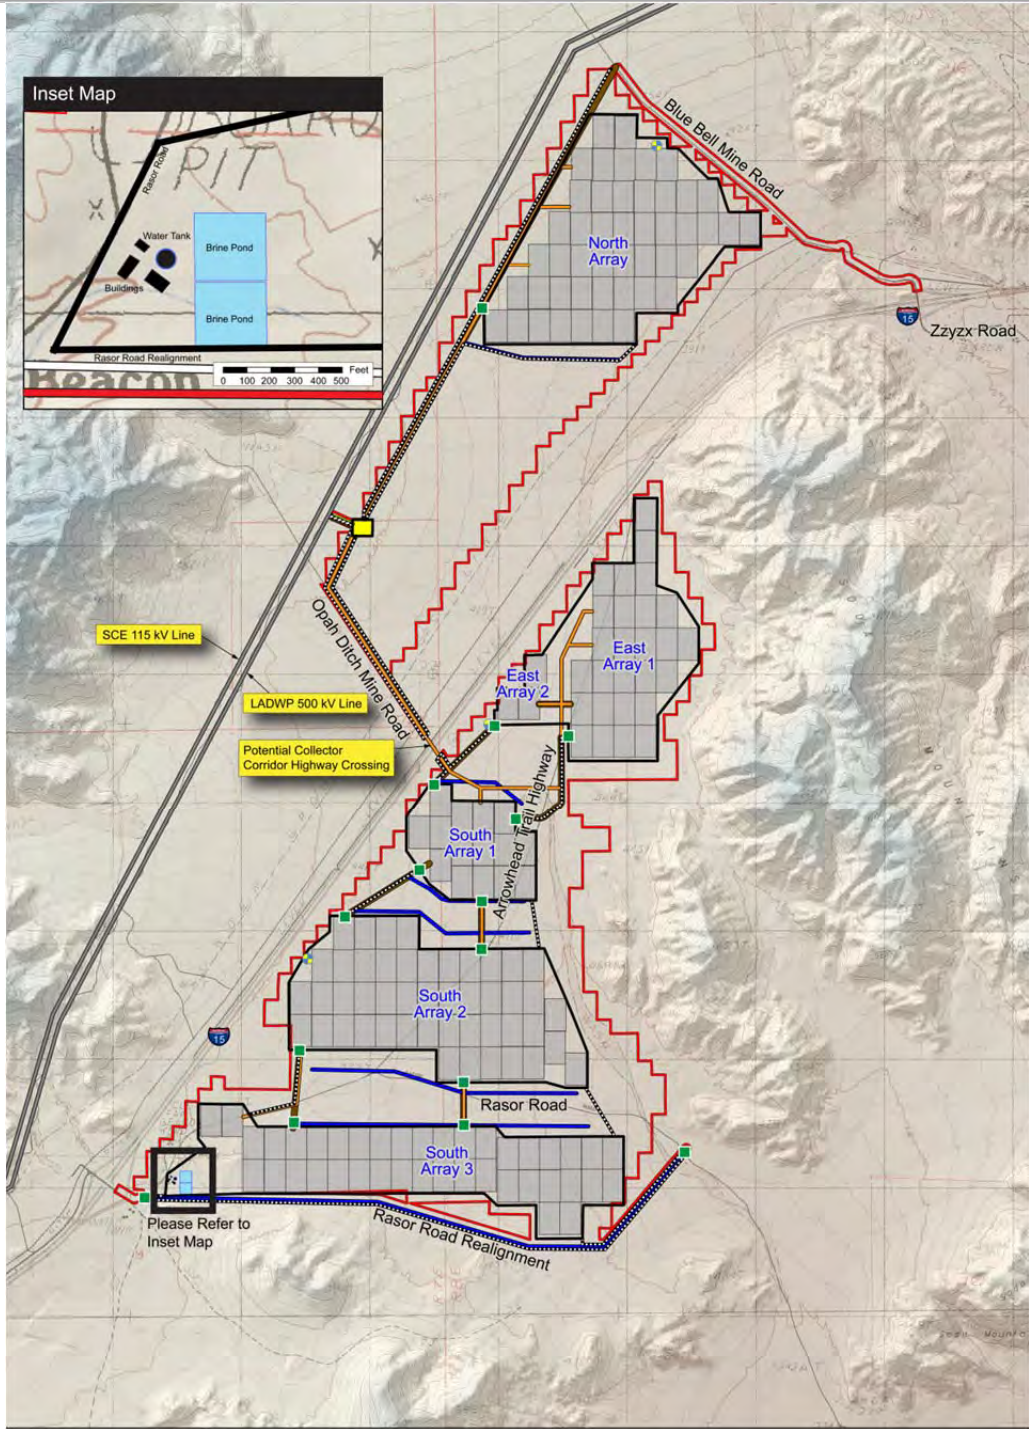 Inset Map
Rasor Road
PIT
Water Tank
Buildings
Brine Pond
Brine Pond
Rasor Road Realignment
Beacon
Feet
0 100 200 300 400 500
Blue Bell Mine Road
North
Array
15
Zzyzx Road
SCE 115 kV Line
LADWP 500 kV Line
Opah Ditch Mine Road
Potential Collector
Corridor Highway Crossing
East
Array 1
East
Array 2
Arrowhead Trail Highway
South
Array 1
South
Array 2
15
Rasor Road
South
Array 3
Please Refer to
Inset Map
Rasor Road Realignment